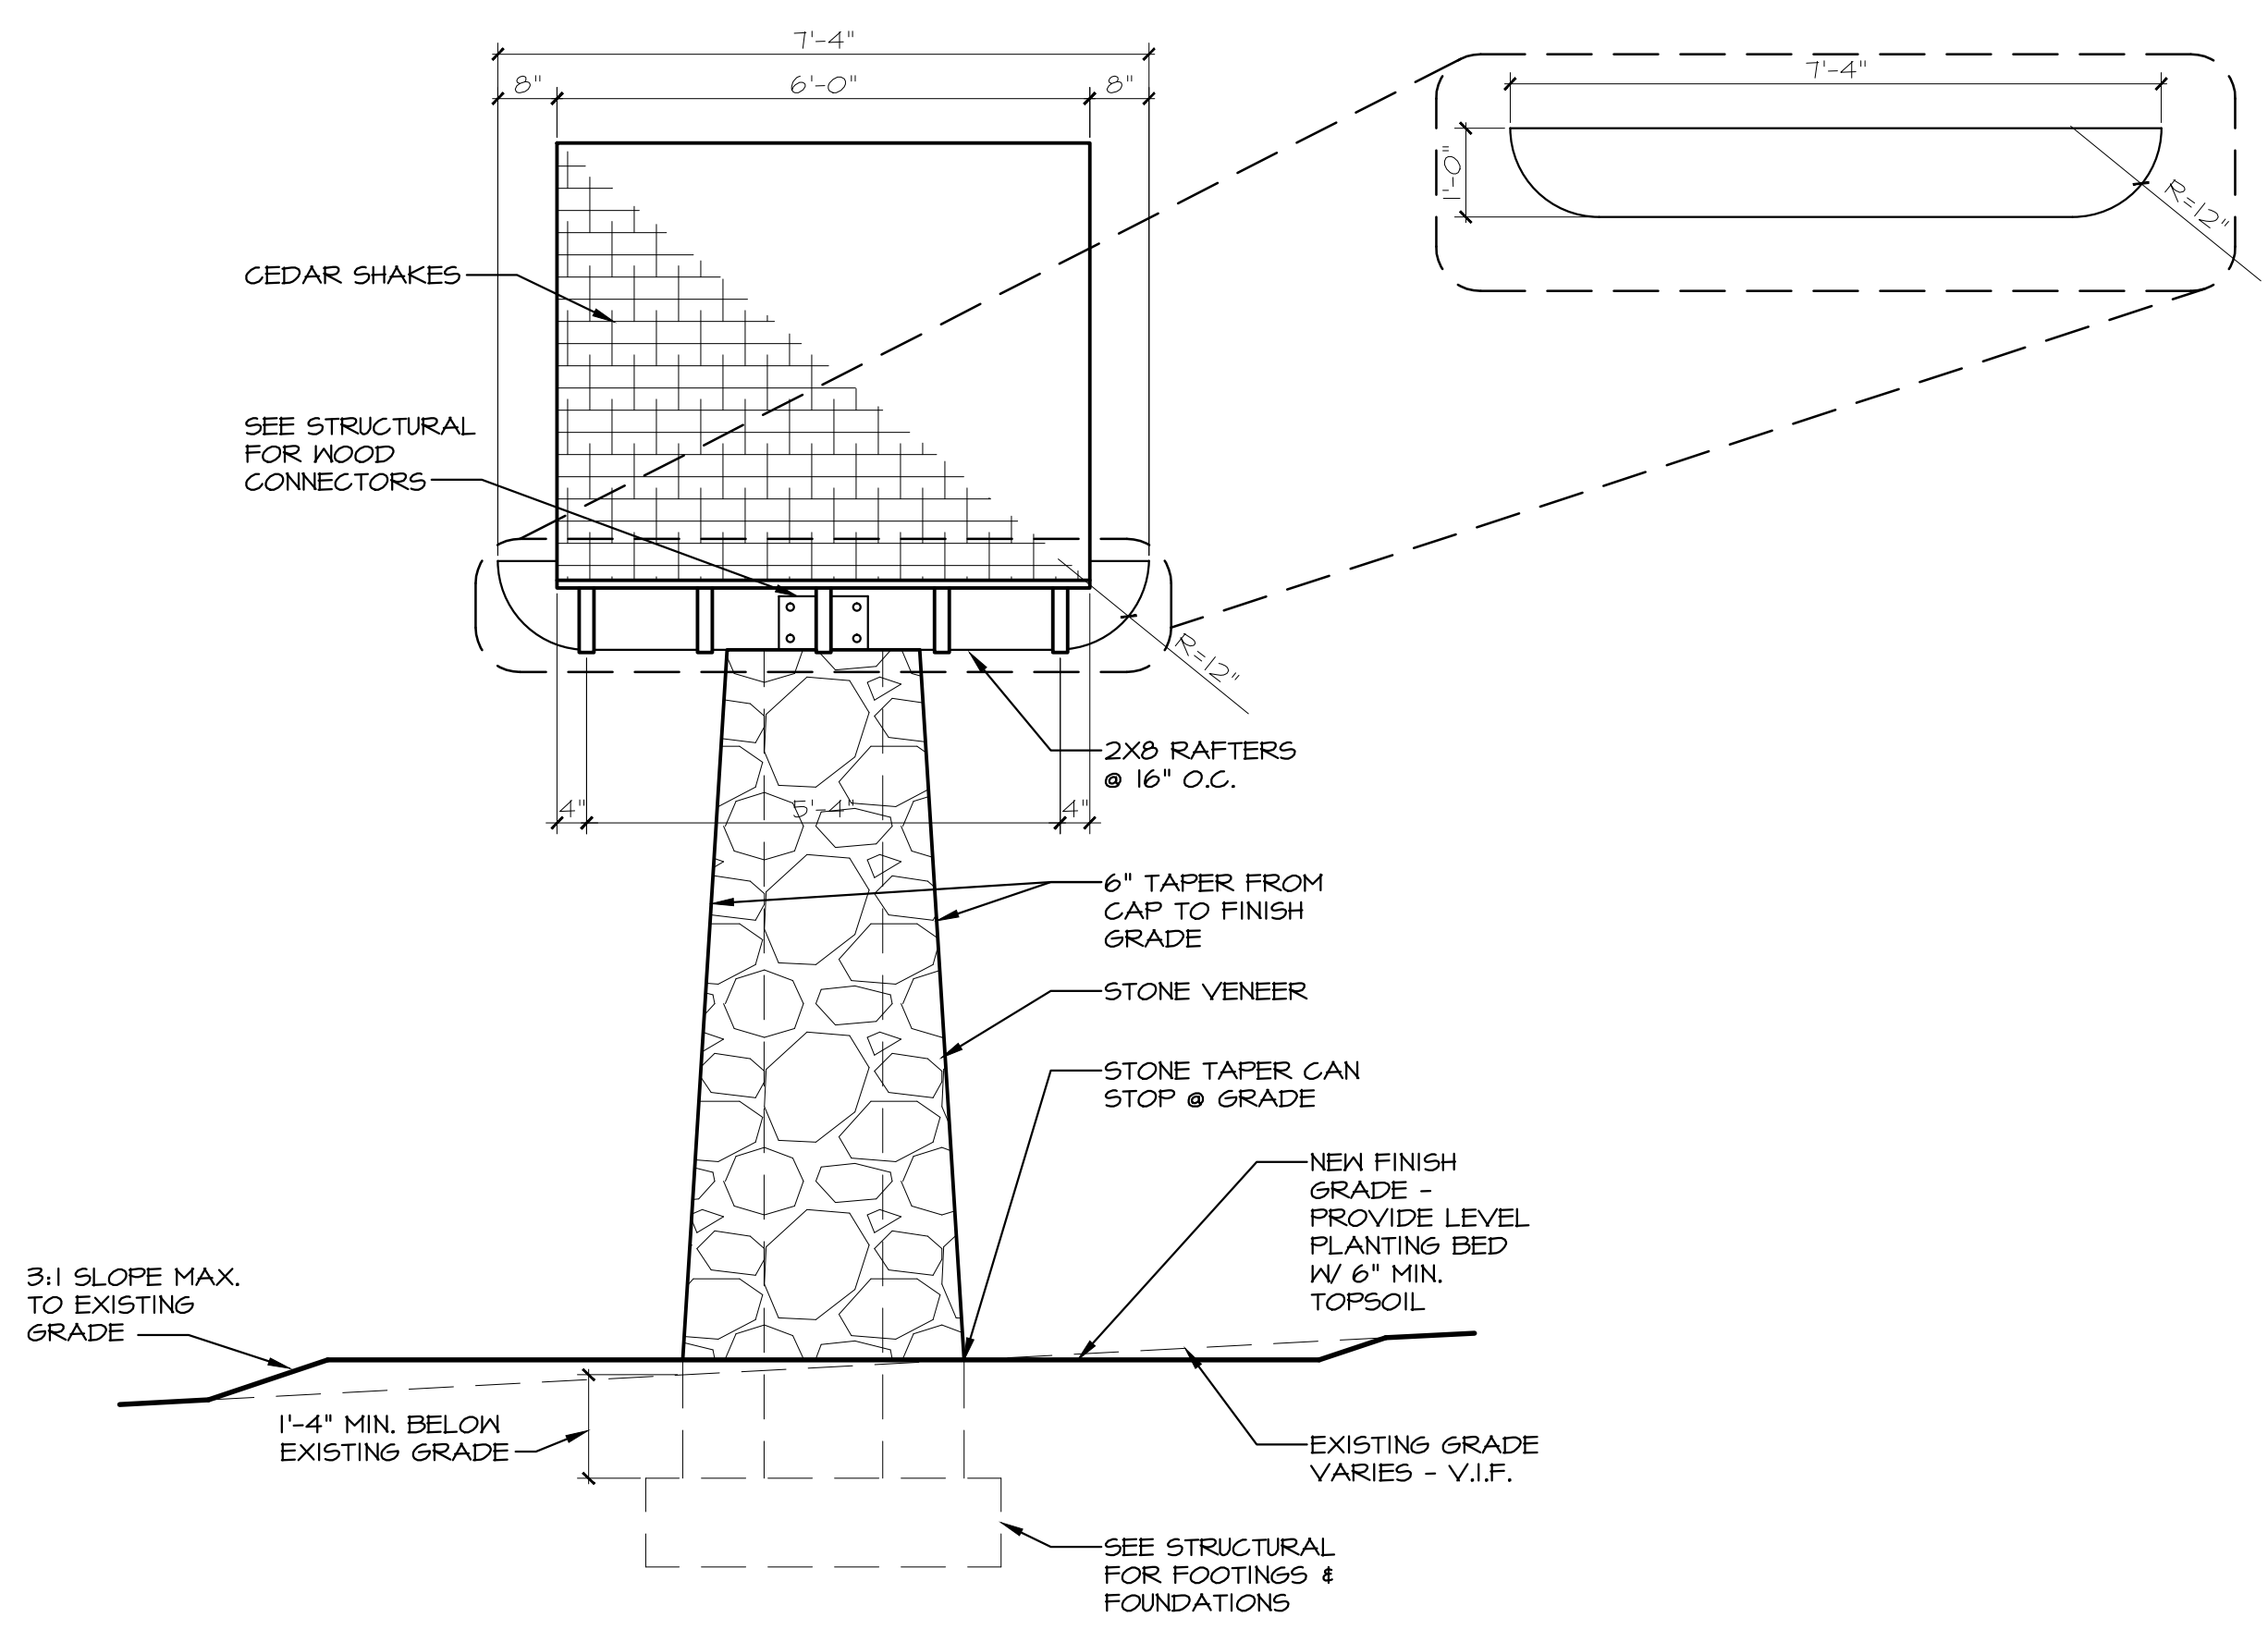 7'-4"
8"
6'-0"
8"
7'-4"
1'-0"
R=12"
CEDAR SHAKES
SEE STRUCTURAL
FOR WOOD
CONNECTORS
R=12"
2X8 RAFTERS
@ 16" O.C.
4"
5'-4"
4"
6" TAPER FROM
CAP TO FINISH
GRADE
STONE VENEER
STONE TAPER CAN
STOP @ GRADE
NEW FINISH
GRADE -
PROVIDE LEVEL
PLANTING BED
W/ 6" MIN.
TOPSOIL
3:1 SLOPE MAX.
TO EXISTING
GRADE
1'-4" MIN. BELOW
EXISTING GRADE
EXISTING GRADE
VARIES - V.I.F.
SEE STRUCTURAL
FOR FOOTINGS &
FOUNDATIONS